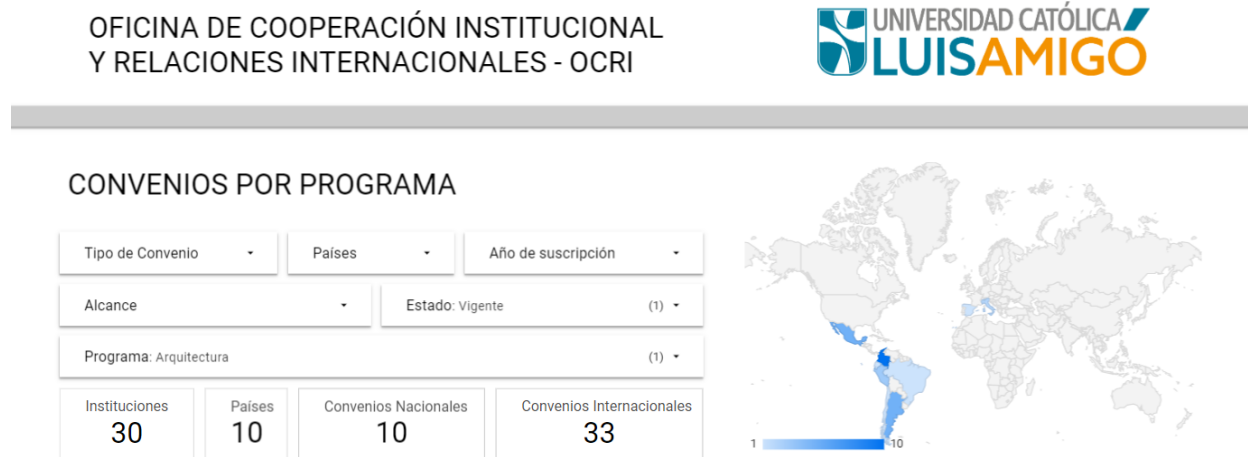 OFICINA DE COOPERACIÓN INSTITUCIONAL
Y RELACIONES INTERNACIONALES - OCRI
UNIVERSIDAD CATÓLICA
LUISAMIGÓ
CONVENIOS POR PROGRAMA
Tipo de Convenio
Países
Año de suscripción
Alcance
Estado: Vigente (1)
Programa: Arquitectura (1)
Instituciones
30
Países
10
Convenios Nacionales
10
Convenios Internacionales
33
1 10